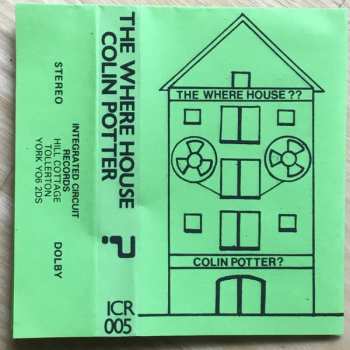 STEREO
INTEGRATED CIRCUIT
RECORDS
HILL COTTAGE
TOLLERTON
YORK YO6 2DS
DOLBY
THE WHERE HOUSE
COLIN POTTER
?
ICR
005
THE WHERE HOUSE ??
COLIN POTTER?